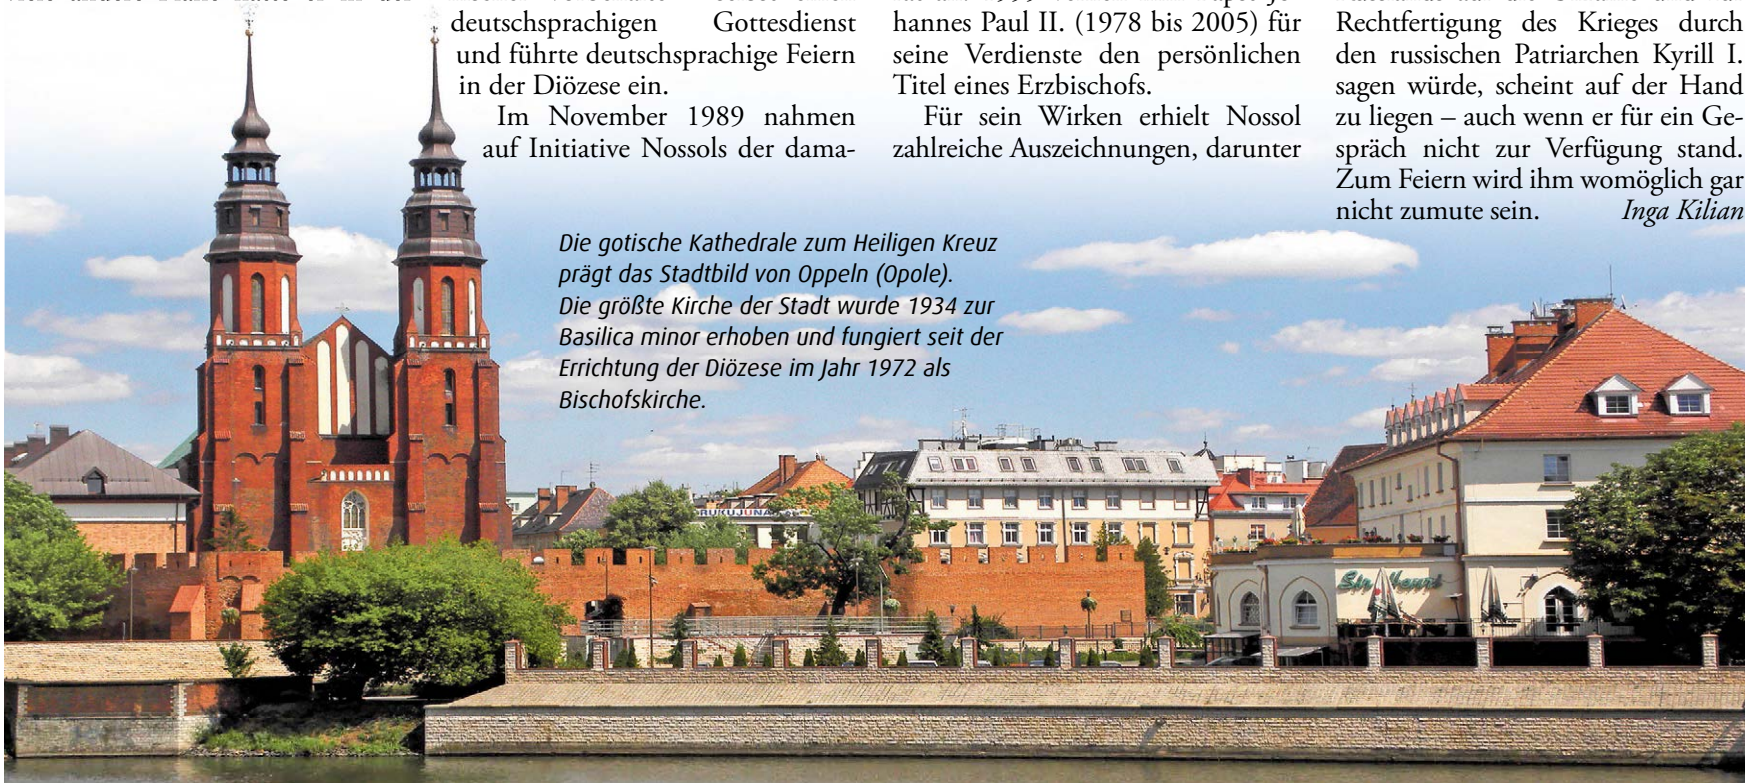 deutschsprachigen Gottesdienst
und führte deutschsprachige Feiern
in der Diözese ein.
Im November 1989 nahmen
auf Initiative Nossols der dama-
hannes Paul II. (1978 bis 2005) für
seine Verdienste den persönlichen
Titel eines Erzbischofs.
Für sein Wirken erhielt Nossol
zahlreiche Auszeichnungen, darunter
Rechtfertigung des Krieges durch
den russischen Patriarchen Kyrill I.
sagen würde, scheint auf der Hand
zu liegen – auch wenn er für ein Ge-
spräch nicht zur Verfügung stand.
Zum Feiern wird ihm womöglich gar
nicht zumute sein. Inga Kilian
Die gotische Kathedrale zum Heiligen Kreuz
prägt das Stadtbild von Oppeln (Opole).
Die größte Kirche der Stadt wurde 1934 zur
Basilica minor erhoben und fungiert seit der
Errichtung der Diözese im Jahr 1972 als
Bischofskirche.